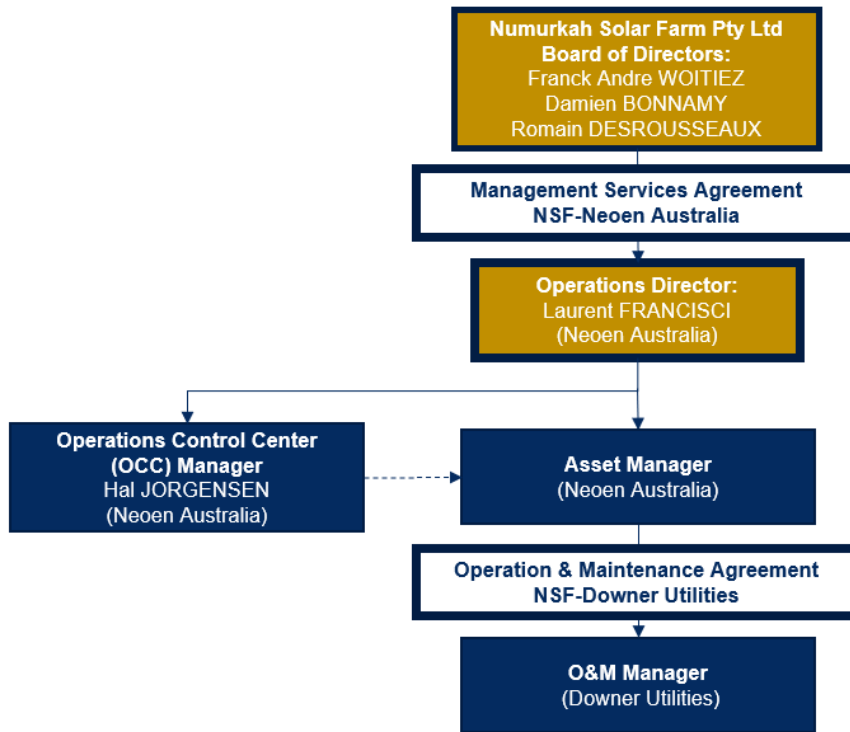 Numurkah Solar Farm Pty Ltd
Board of Directors:
Franck Andre WOITIEZ
Damien BONNAMY
Romain DESROUSSEAUX
Management Services Agreement
NSF-Neoen Australia
Operations Director:
Laurent FRANCISCI
(Neoen Australia)
Operations Control Center
(OCC) Manager
Hal JORGENSEN
(Neoen Australia)
Asset Manager
(Neoen Australia)
Operation & Maintenance Agreement
NSF-Downer Utilities
O&M Manager
(Downer Utilities)